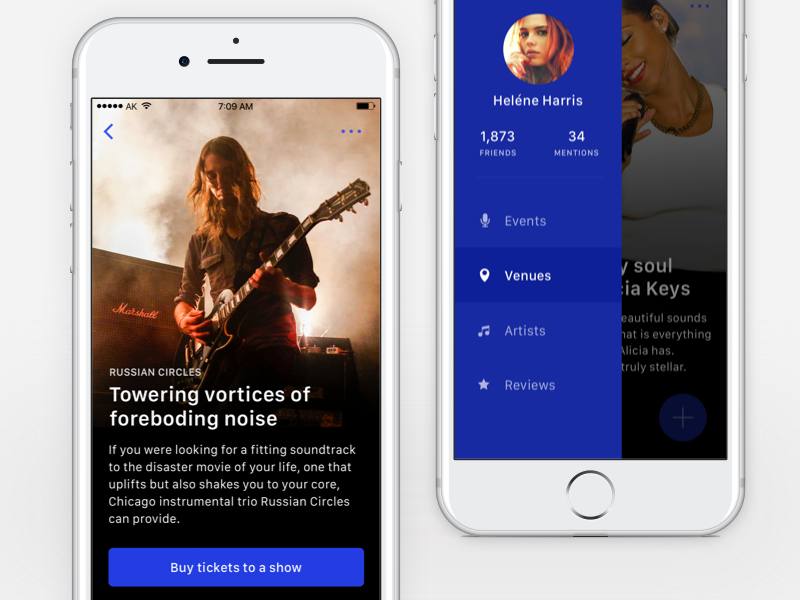 AK
7:09 AM
Marshall
RUSSIAN CIRCLES
Towering vortices of
foreboding noise
If you were looking for a fitting soundtrack
to the disaster movie of your life, one that
uplifts but also shakes you to your core,
Chicago instrumental trio Russian Circles
can provide.
Buy tickets to a show
Heléne Harris
1,873
FRIENDS
34
MENTIONS
Events
Venues
Artists
Reviews
y soul
cia Keys
eautiful sounds
hat is everything
Alicia has.
truly stellar.